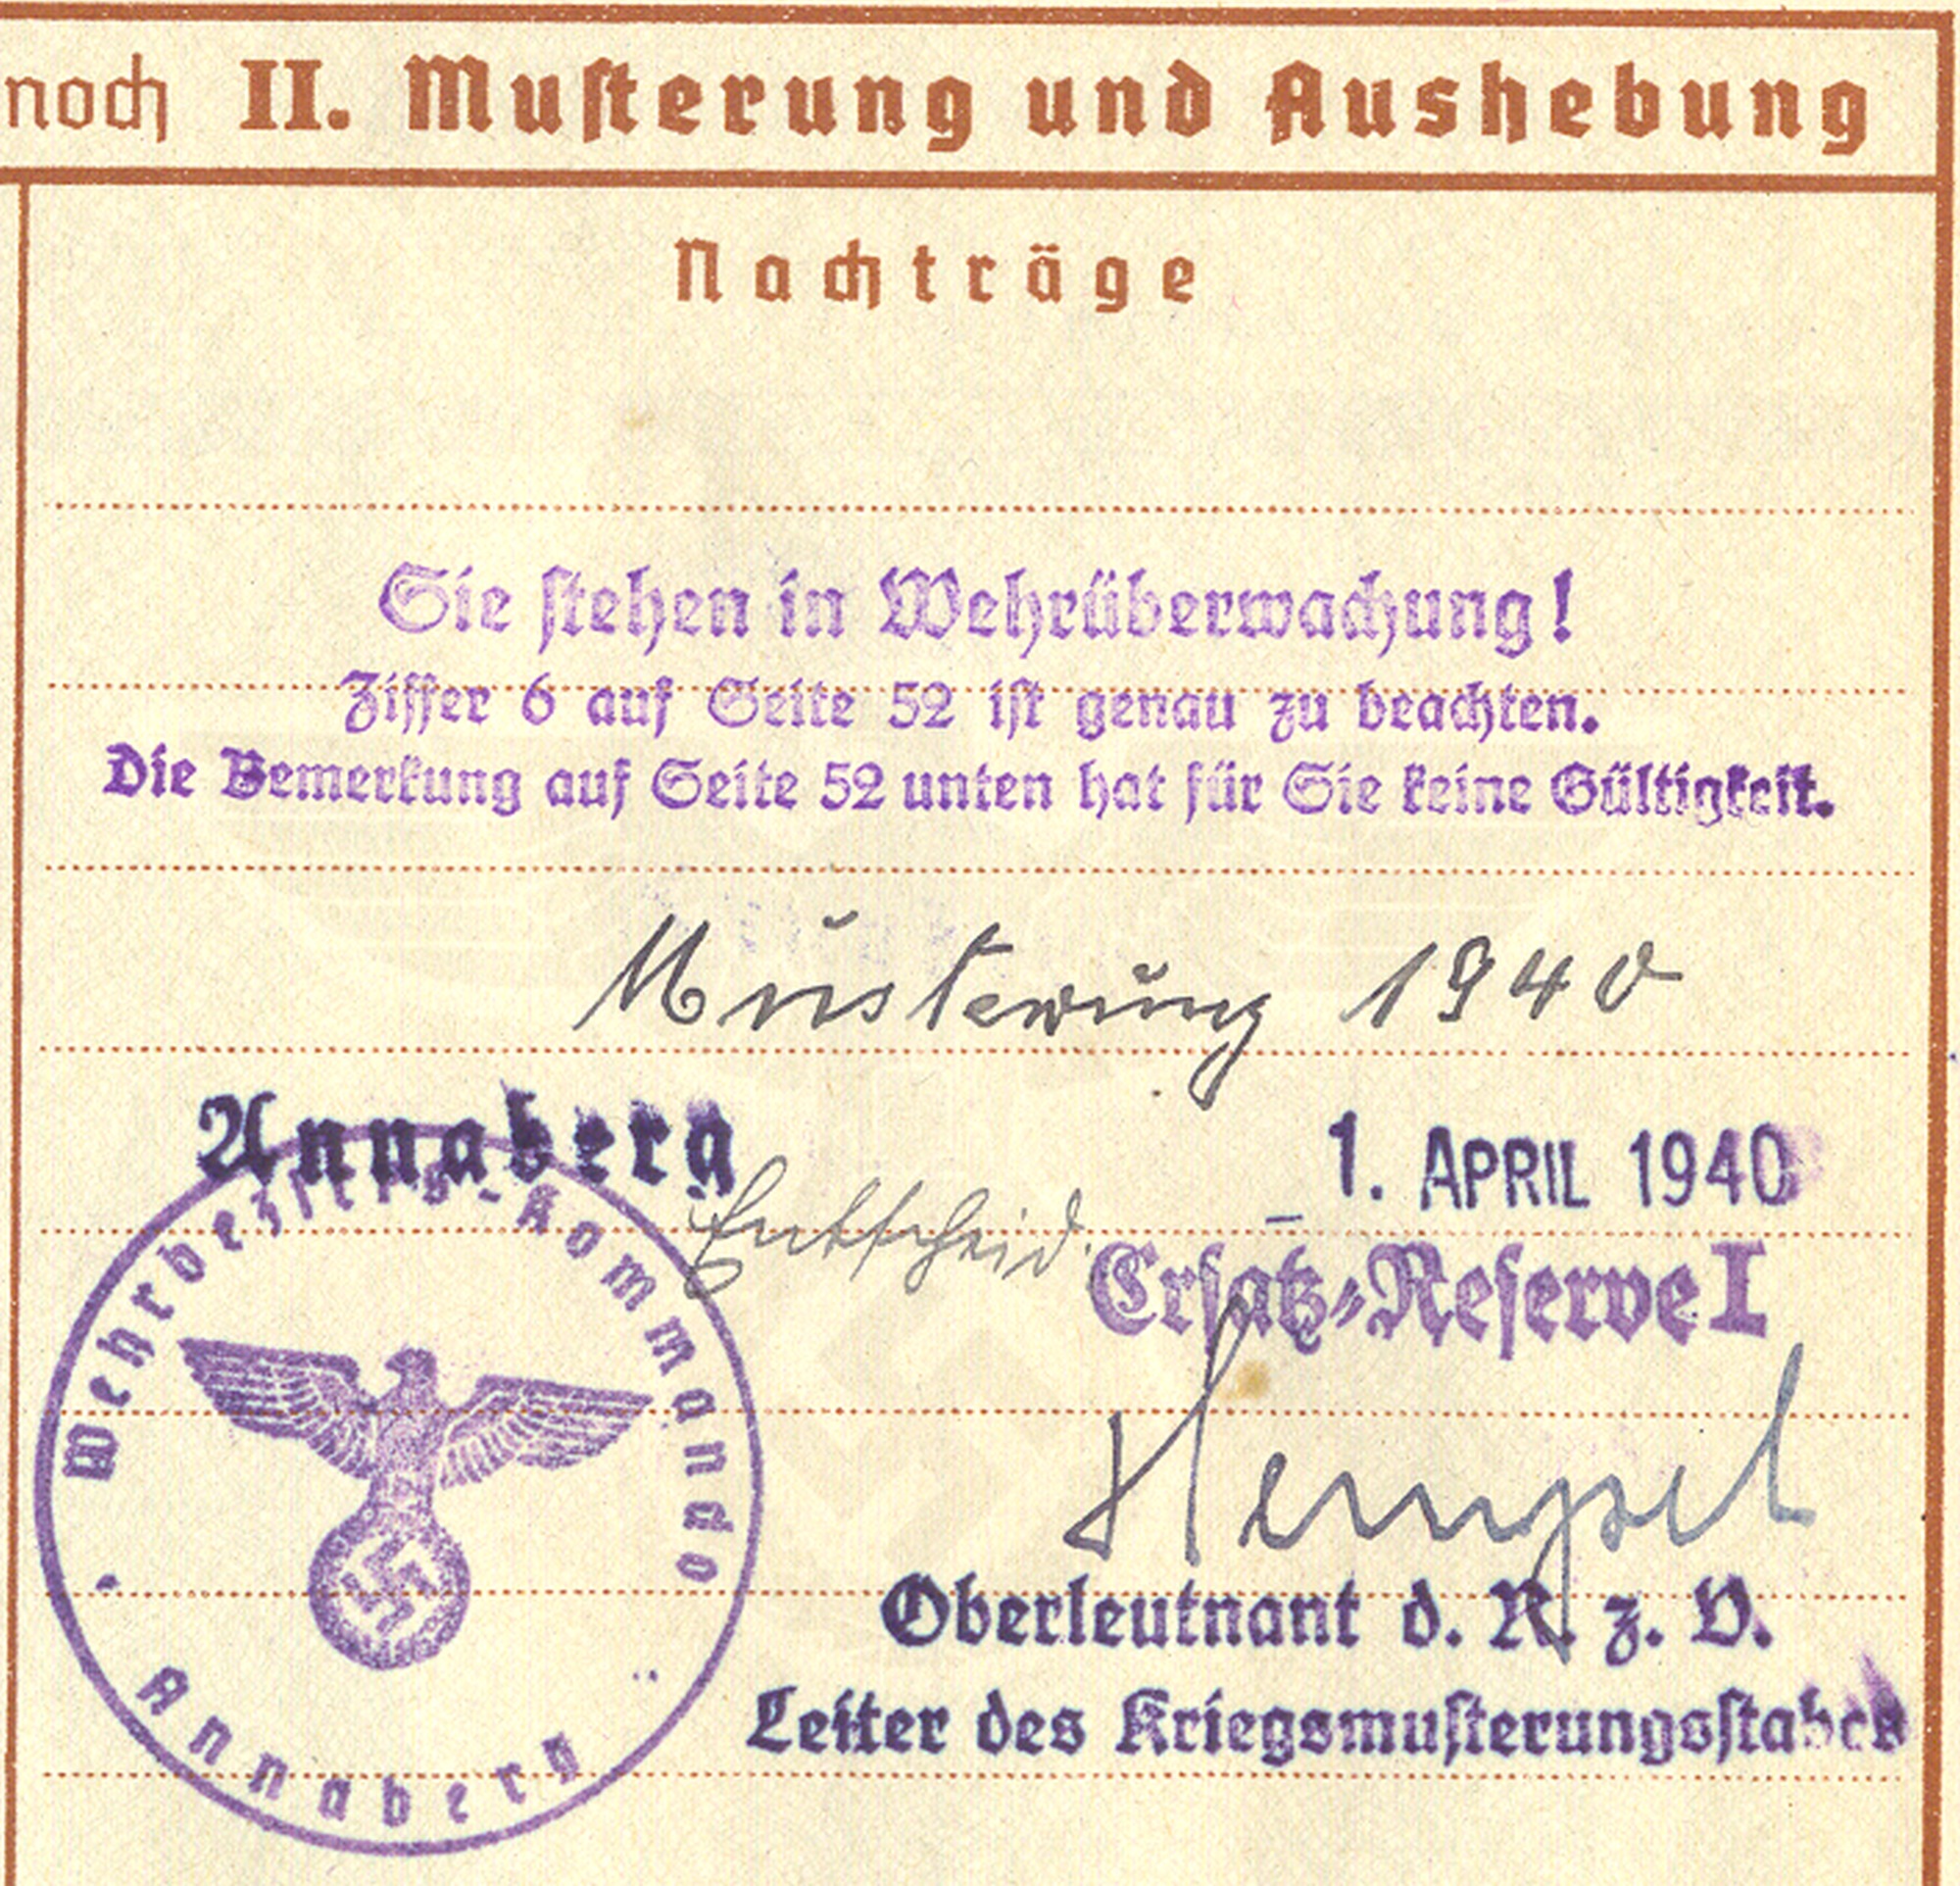 noch II. Musterung und Aushebung
Nachträge
Sie stehen in Wehrüberwachung!
Ziffer 6 auf Seite 52 ist genau zu beachten.
Die Bemerkung auf Seite 52 unten hat für Sie keine Gültigkeit.
Musterung 1940
Annaberg
_ 1. APRIL 1940
Entscheid:
Ersatz-Reserve I
Wehrbezirks-Kommando
Annaberg
Hempel
Oberleutnant d. R. z. V.
Leiter des Kriegsmusterungsstabes